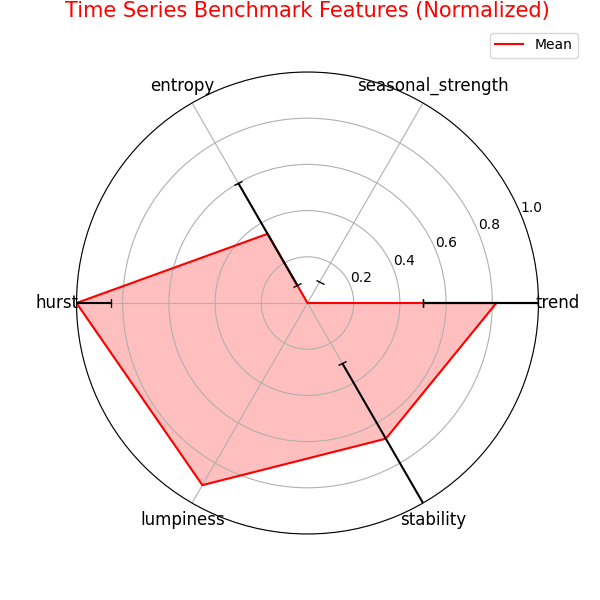 Time Series Benchmark Features (Normalized)
Mean
entropy
seasonal_strength
1.0
0.8
0.6
0.4
0.2
hurst
trend
lumpiness
stability